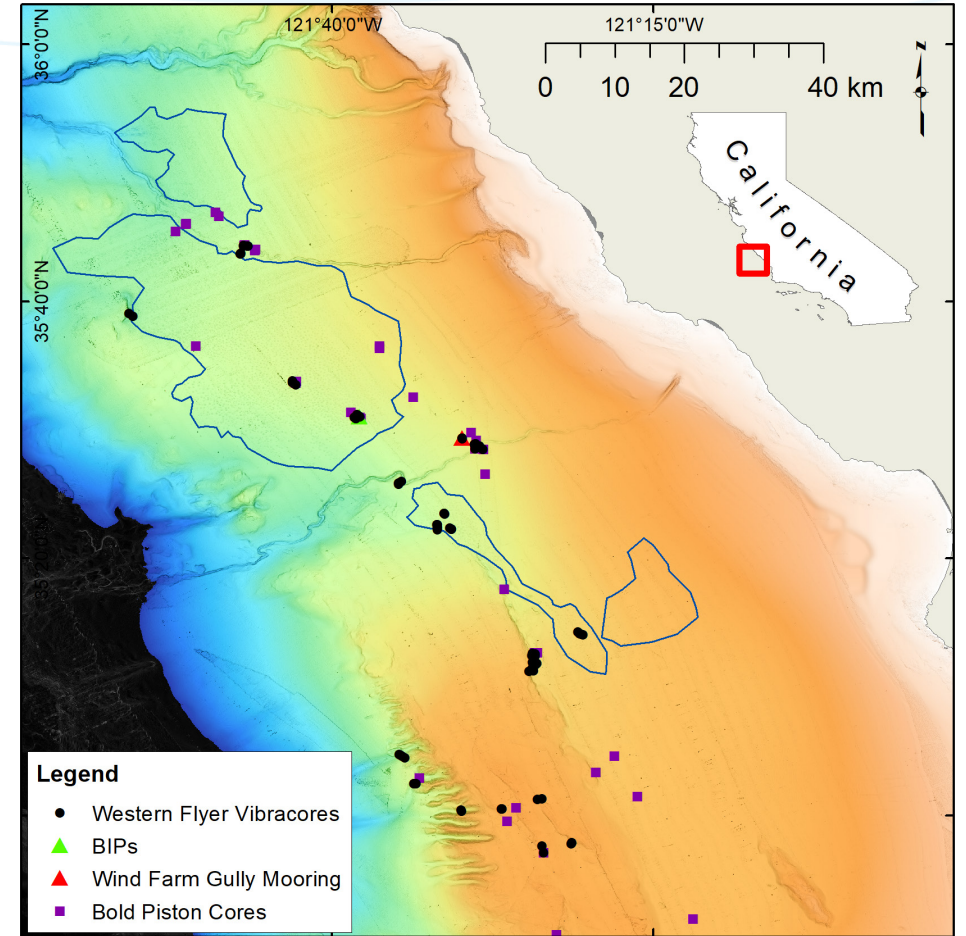 121°40'0"W
121°15'0"W
36°0'0"N
0 10 20 40 km
z
California
35°40'0"N
Legend
Western Flyer Vibracores
BIPs
Wind Farm Gully Mooring
Bold Piston Cores